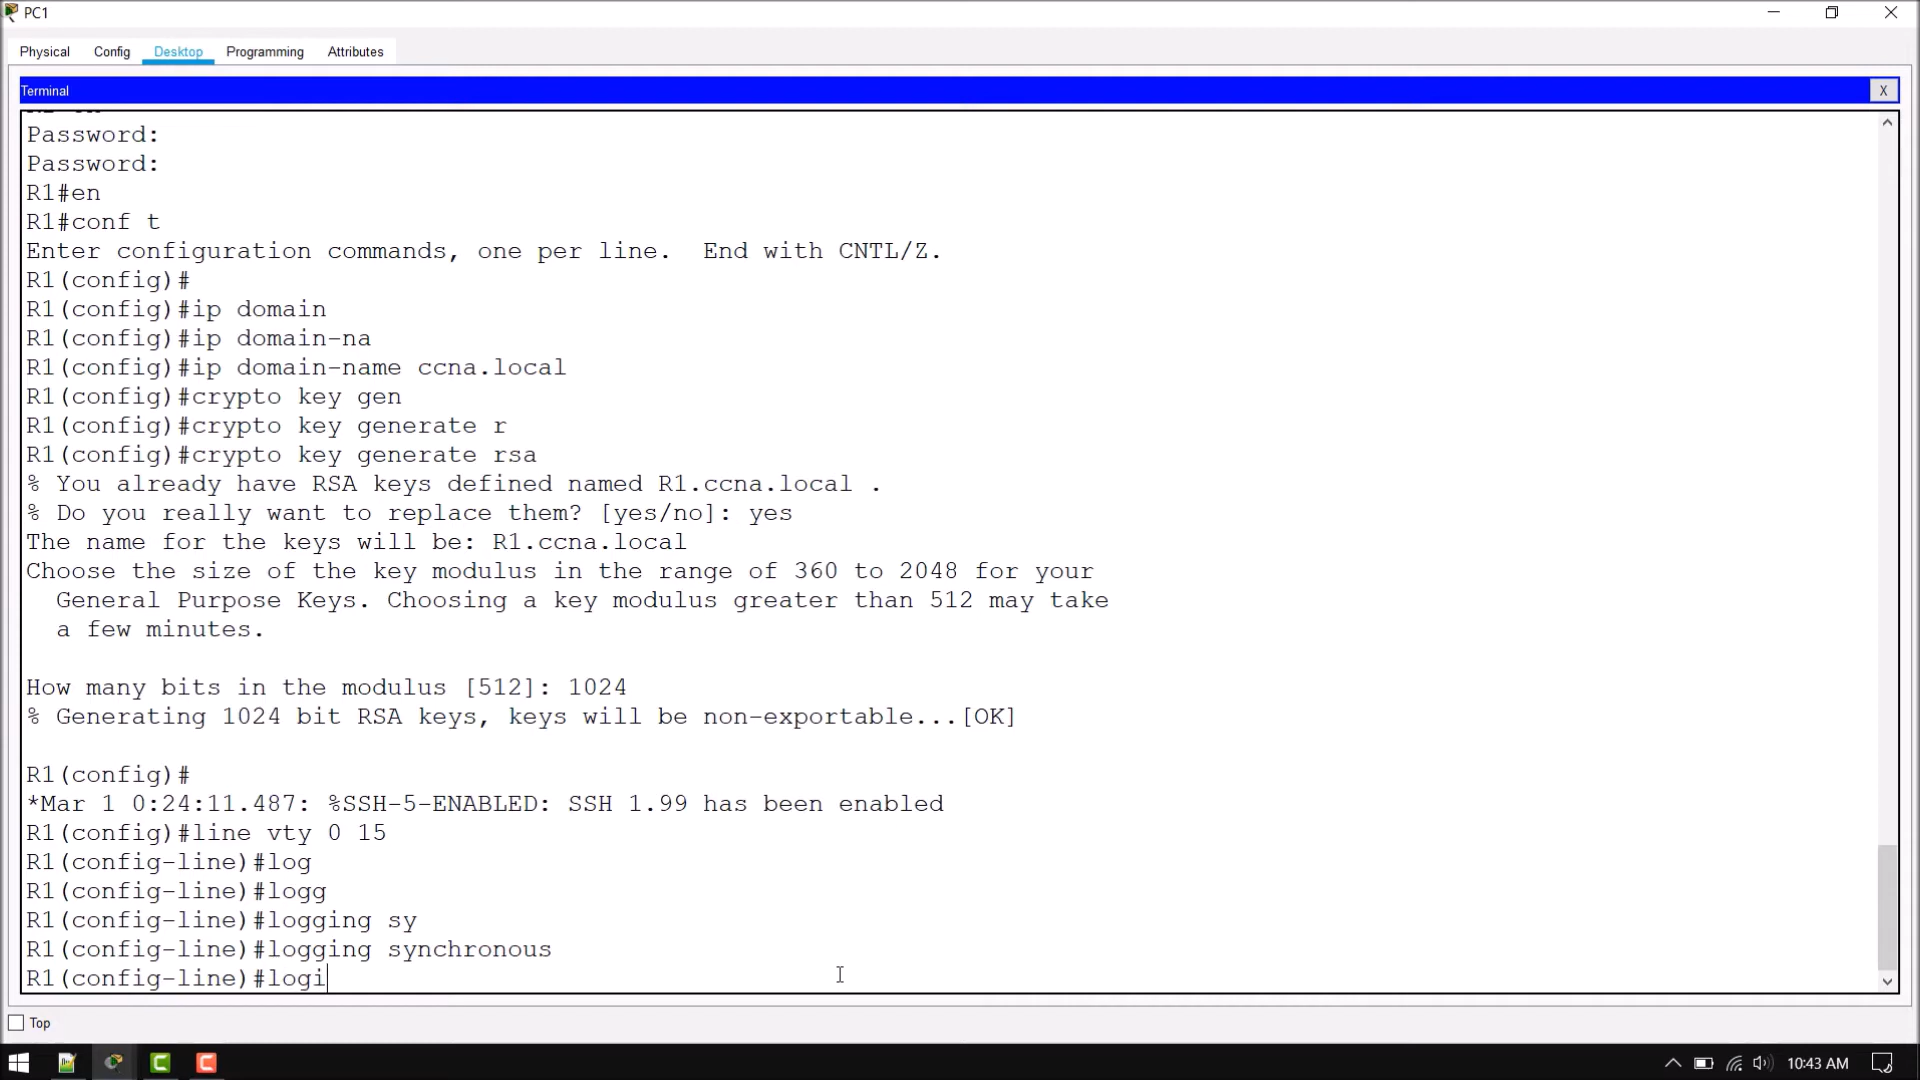 PC1
Physical Config Desktop Programming Attributes
Terminal
X
Password:
Password:
R1#en
R1#conf t
Enter configuration commands, one per line.  End with CNTL/Z.
R1(config)#
R1(config)#ip domain
R1(config)#ip domain-na
R1(config)#ip domain-name ccna.local
R1(config)#crypto key gen
R1(config)#crypto key generate r
R1(config)#crypto key generate rsa
% You already have RSA keys defined named R1.ccna.local .
% Do you really want to replace them? [yes/no]: yes
The name for the keys will be: R1.ccna.local
Choose the size of the key modulus in the range of 360 to 2048 for your
  General Purpose Keys. Choosing a key modulus greater than 512 may take
  a few minutes.
How many bits in the modulus [512]: 1024
% Generating 1024 bit RSA keys, keys will be non-exportable...[OK]
R1(config)#
*Mar 1 0:24:11.487: %SSH-5-ENABLED: SSH 1.99 has been enabled
R1(config)#line vty 0 15
R1(config-line)#log
R1(config-line)#logg
R1(config-line)#logging sy
R1(config-line)#logging synchronous
R1(config-line)#logi
Top
10:43 AM